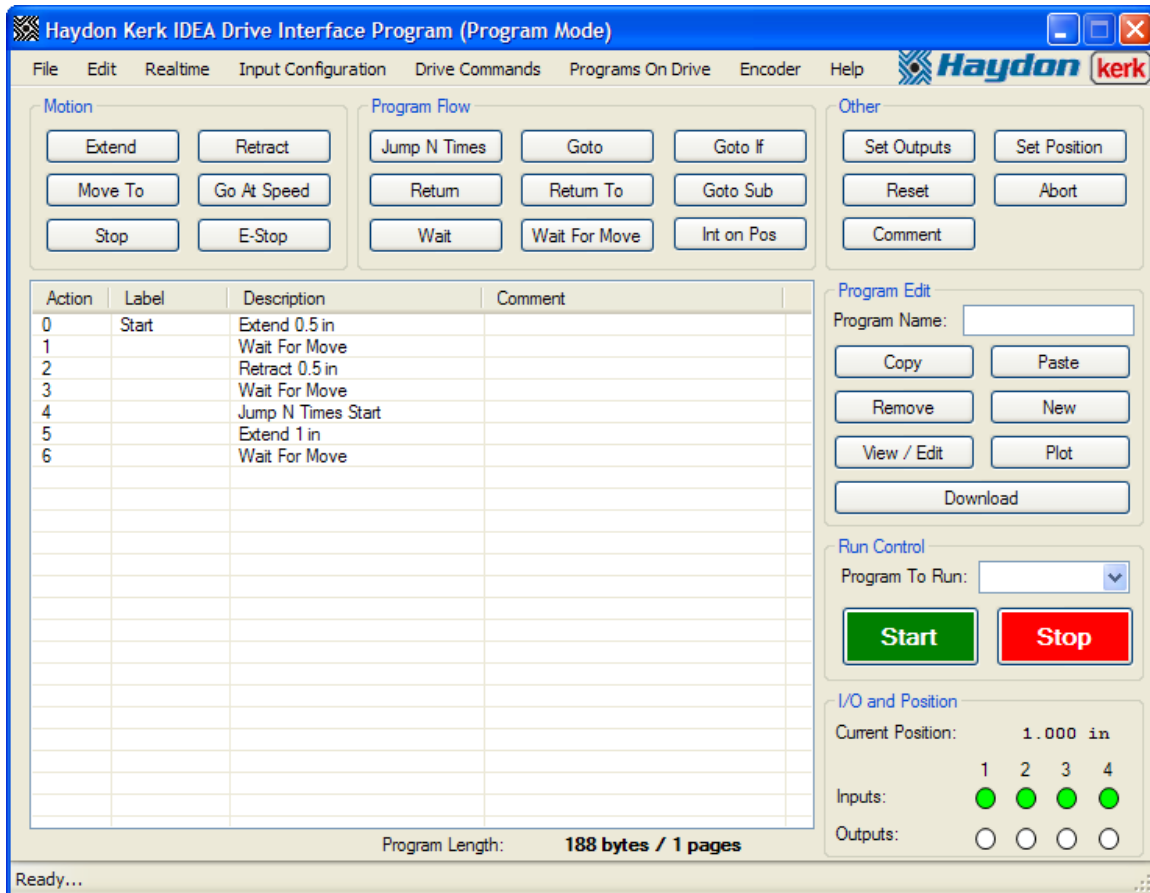 Haydon Kerk IDEA Drive Interface Program (Program Mode)
File Edit Realtime Input Configuration Drive Commands Programs On Drive Encoder Help Haydon kerk
Motion Program Flow Other
Extend Retract Jump N Times Goto Goto If Set Outputs Set Position
Move To Go At Speed Return Return To Goto Sub Reset Abort
Stop E-Stop Wait Wait For Move Int on Pos Comment
Action Label Description Comment
0 Start Extend 0.5 in
1 Wait For Move
2 Retract 0.5 in
3 Wait For Move
4 Jump N Times Start
5 Extend 1 in
6 Wait For Move
Program Edit
Program Name:
Copy Paste
Remove New
View / Edit Plot
Download
Run Control
Program To Run:
Start Stop
I/O and Position
Current Position: 1.000 in
1 2 3 4
Inputs:
Outputs:
Program Length: 188 bytes / 1 pages
Ready...